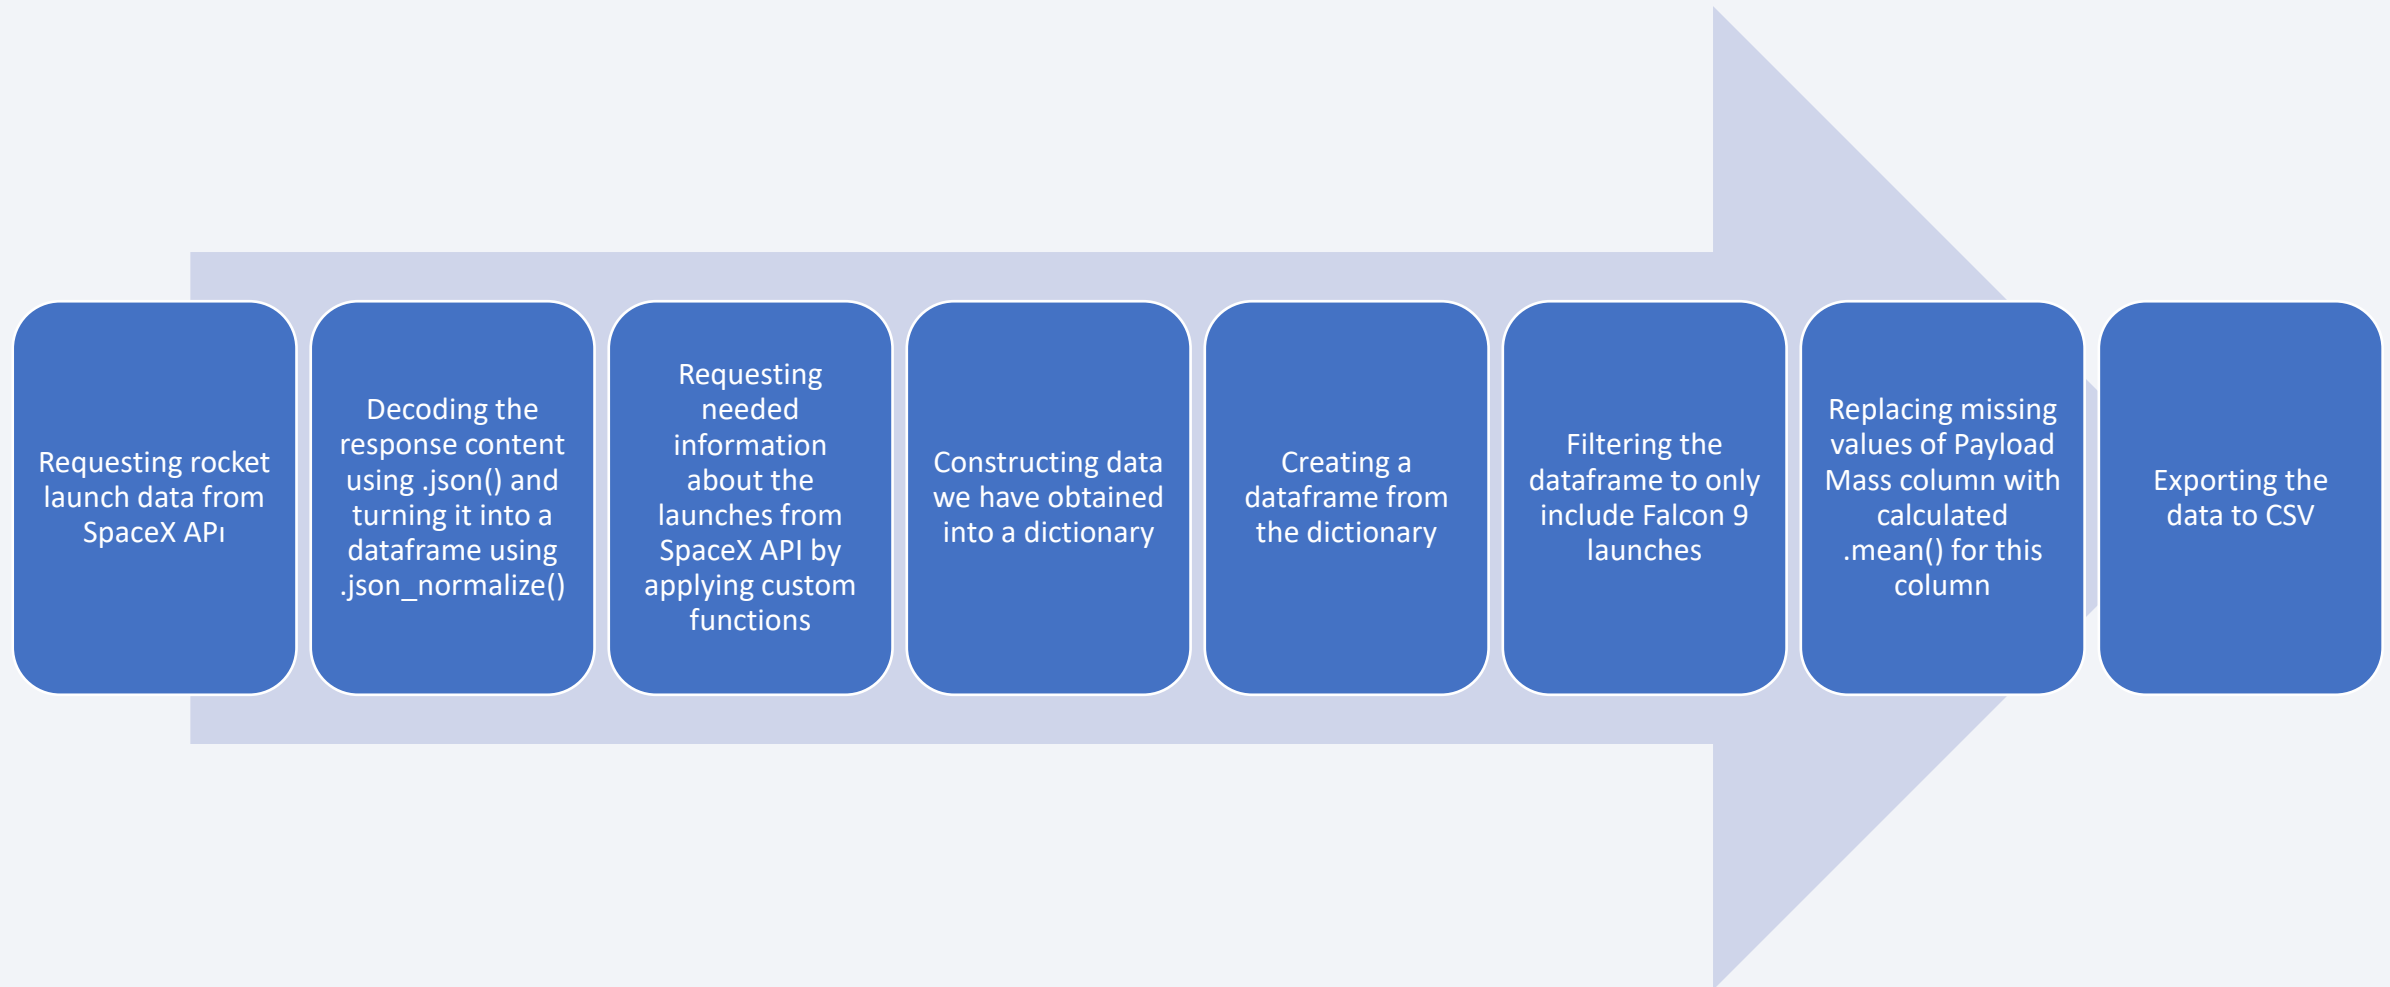 Requesting rocket
launch data from
SpaceX APı
Decoding the
response content
using .json() and
turning it into a
dataframe using
.json_normalize()
Requesting
needed
information
about the
launches from
SpaceX API by
applying custom
functions
Constructing data
we have obtained
into a dictionary
Creating a
dataframe from
the dictionary
Filtering the
dataframe to only
include Falcon 9
launches
Replacing missing
values of Payload
Mass column with
calculated
.mean() for this
column
Exporting the
data to CSV